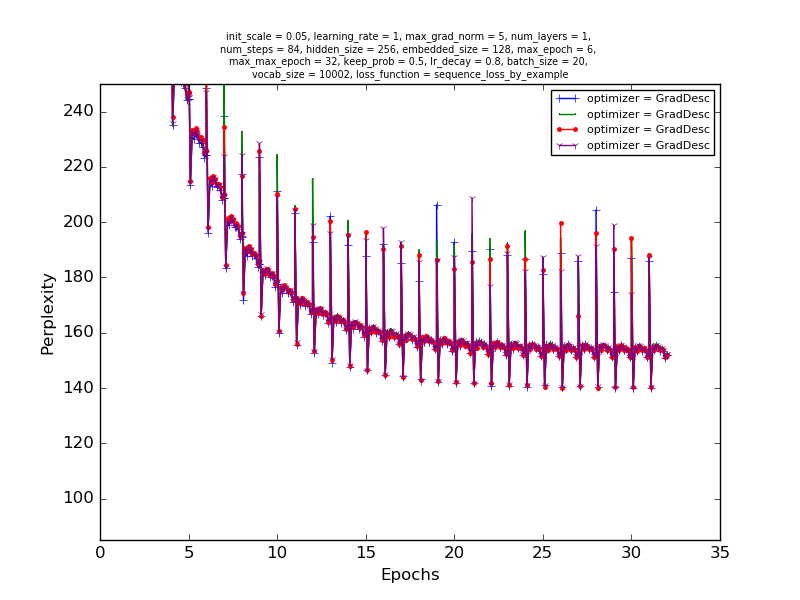 init_scale = 0.05, learning_rate = 1, max_grad_norm = 5, num_layers = 1,
num_steps = 84, hidden_size = 256, embedded_size = 128, max_epoch = 6,
max_max_epoch = 32, keep_prob = 0.5, lr_decay = 0.8, batch_size = 20,
vocab_size = 10002, loss_function = sequence_loss_by_example
optimizer = GradDesc
optimizer = GradDesc
optimizer = GradDesc
optimizer = GradDesc
240
220
200
180
160
140
120
100
Perplexity
0 5 10 15 20 25 30 35
Epochs